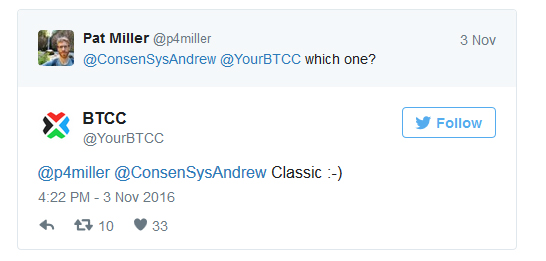 Pat Miller @p4miller 3 Nov
@ConsenSysAndrew @YourBTCC which one?
BTCC
@YourBTCC
Follow
@p4miller @ConsenSysAndrew Classic :-)
4:22 PM - 3 Nov 2016
10 33